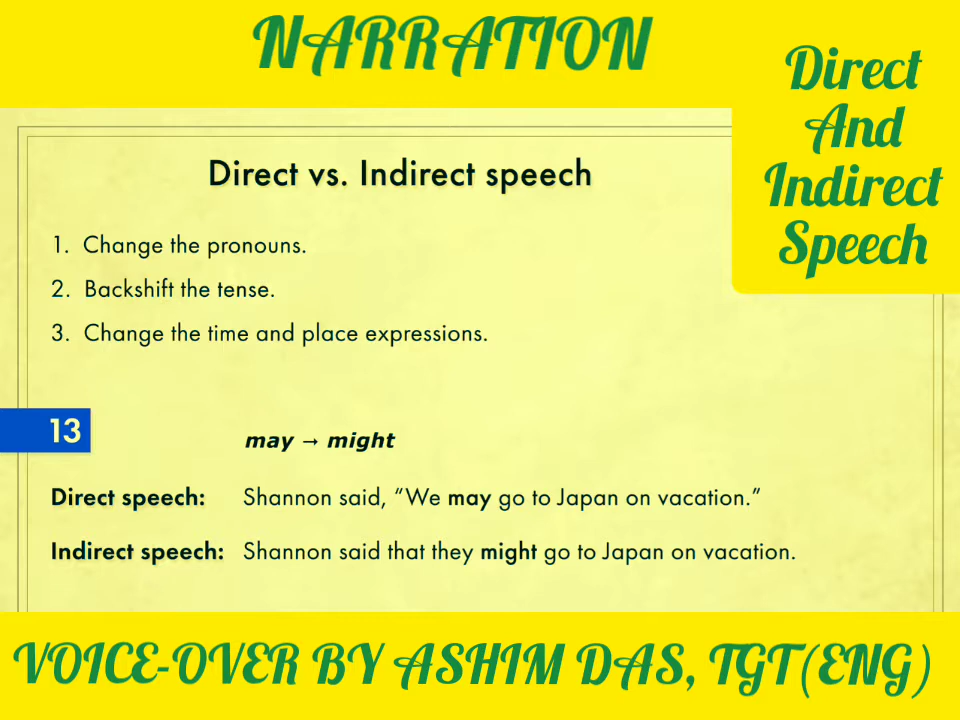 NARRATION
Direct
And
Indirect
Speech
Direct vs. Indirect speech
1. Change the pronouns.
2. Backshift the tense.
3. Change the time and place expressions.
13
may → might
Direct speech: Shannon said, “We may go to Japan on vacation.”
Indirect speech: Shannon said that they might go to Japan on vacation.
VOICE-OVER BY ASHIM DAS, TGT(ENG)